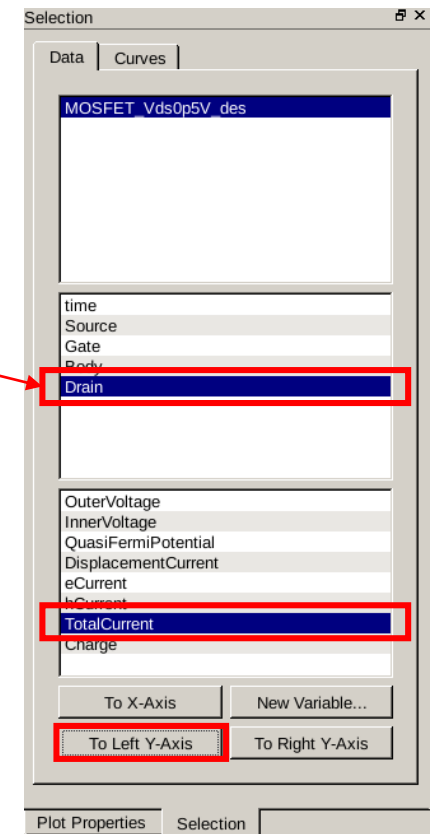 Selection
Data Curves
MOSFET_Vds0p5V_des
time
Source
Gate
Body
Drain
OuterVoltage
InnerVoltage
QuasiFermiPotential
DisplacementCurrent
eCurrent
hCurrent
TotalCurrent
Charge
To X-Axis New Variable...
To Left Y-Axis To Right Y-Axis
Plot Properties Selection